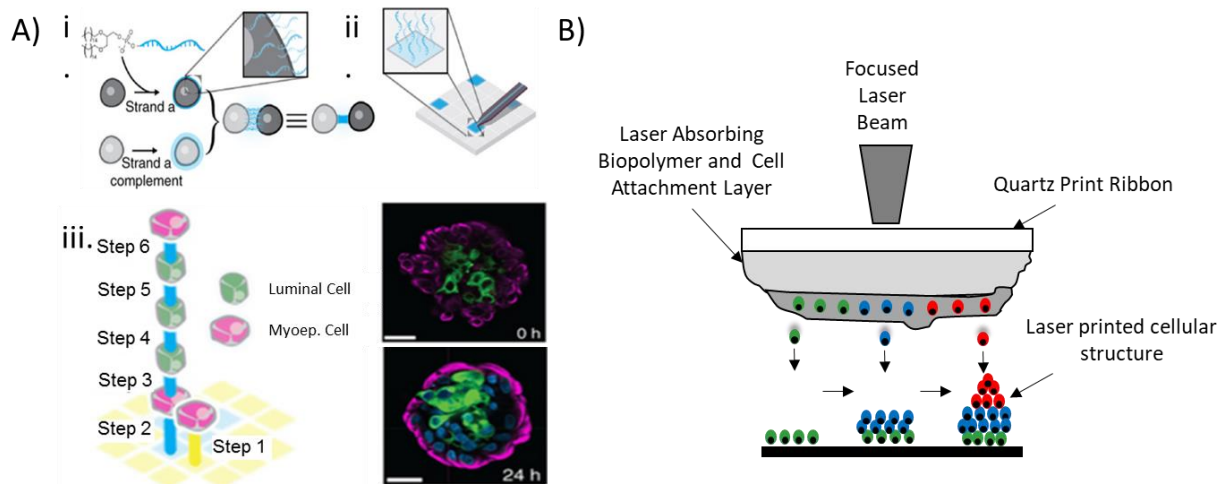 A)
i
.
Strand a
Strand a
complement
ii
.
iii.
Step 6
Step 5
Step 4
Step 3
Step 2
Step 1
Luminal Cell
Myoep. Cell
0 h
24 h
B)
Focused
Laser
Beam
Laser Absorbing
Biopolymer and Cell
Attachment Layer
Quartz Print Ribbon
Laser printed cellular
structure